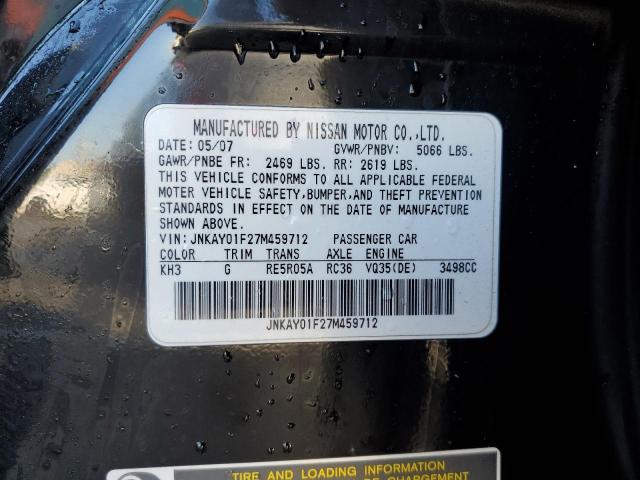 MANUFACTURED BY NISSAN MOTOR CO.,LTD.
DATE: 05/07 GVWR/PNBV: 5066 LBS.
GAWR/PNBE FR: 2469 LBS. RR: 2619 LBS.
THIS VEHICLE CONFORMS TO ALL APPLICABLE FEDERAL
MOTOR VEHICLE SAFETY,BUMPER,AND THEFT PREVENTION
STANDARDS IN EFFECT ON THE DATE OF MANUFACTURE
SHOWN ABOVE.
VIN: JNKAY01F27M459712 PASSENGER CAR
COLOR TRIM TRANS AXLE ENGINE
KH3 G RE5R05A RC36 VQ35(DE) 3498CC
JNKAY01F27M459712
TIRE AND LOADING INFORMATION
DE CHARGEMENT